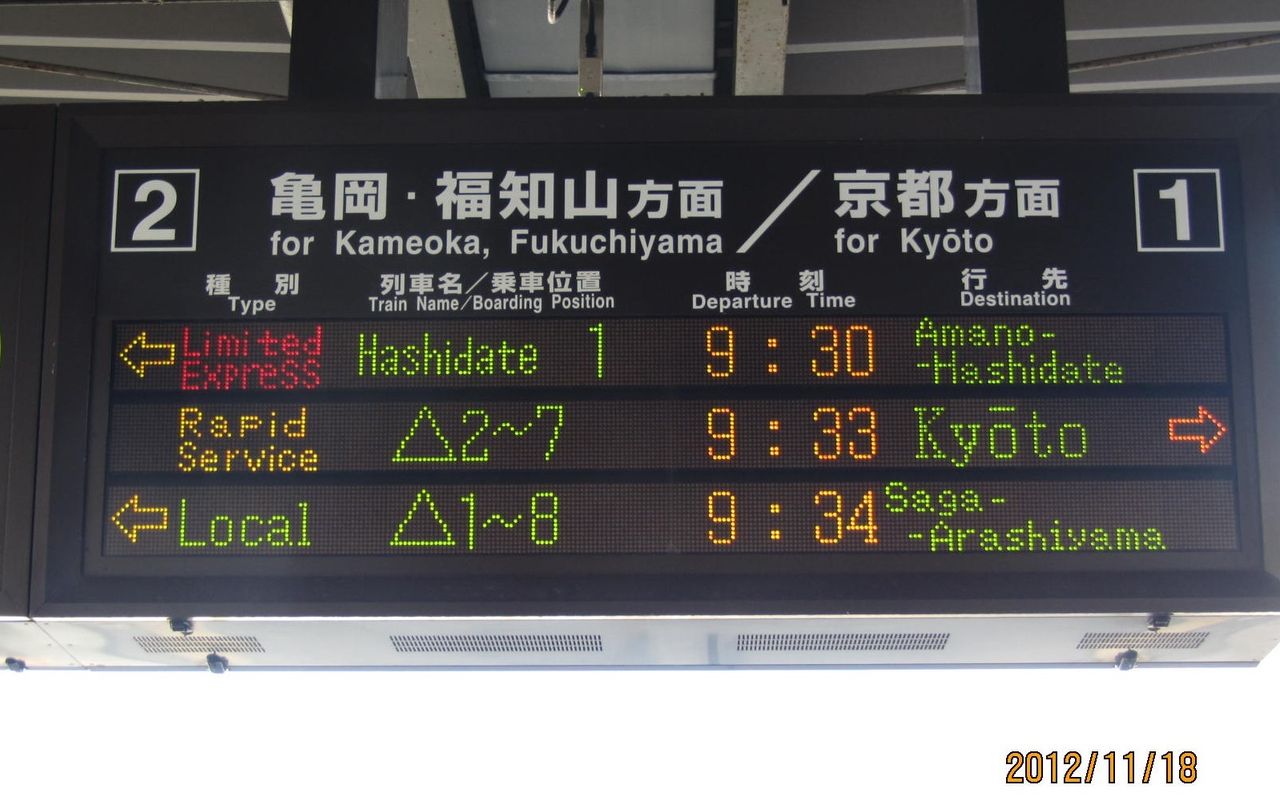 2 亀岡・福知山方面／京都方面 1
for Kameoka, Fukuchiyama for Kyōto
種別 列車名／乗車位置 時刻 行先
Type Train Name／Boarding Position Departure Time Destination
← Limited Express Hashidate 1 9:30 Amano-
-Hashidate
Rapid Service △2~7 9:33 Kyōto →
← Local △1~8 9:34 Saga-
-Arashiyama
2012/11/18